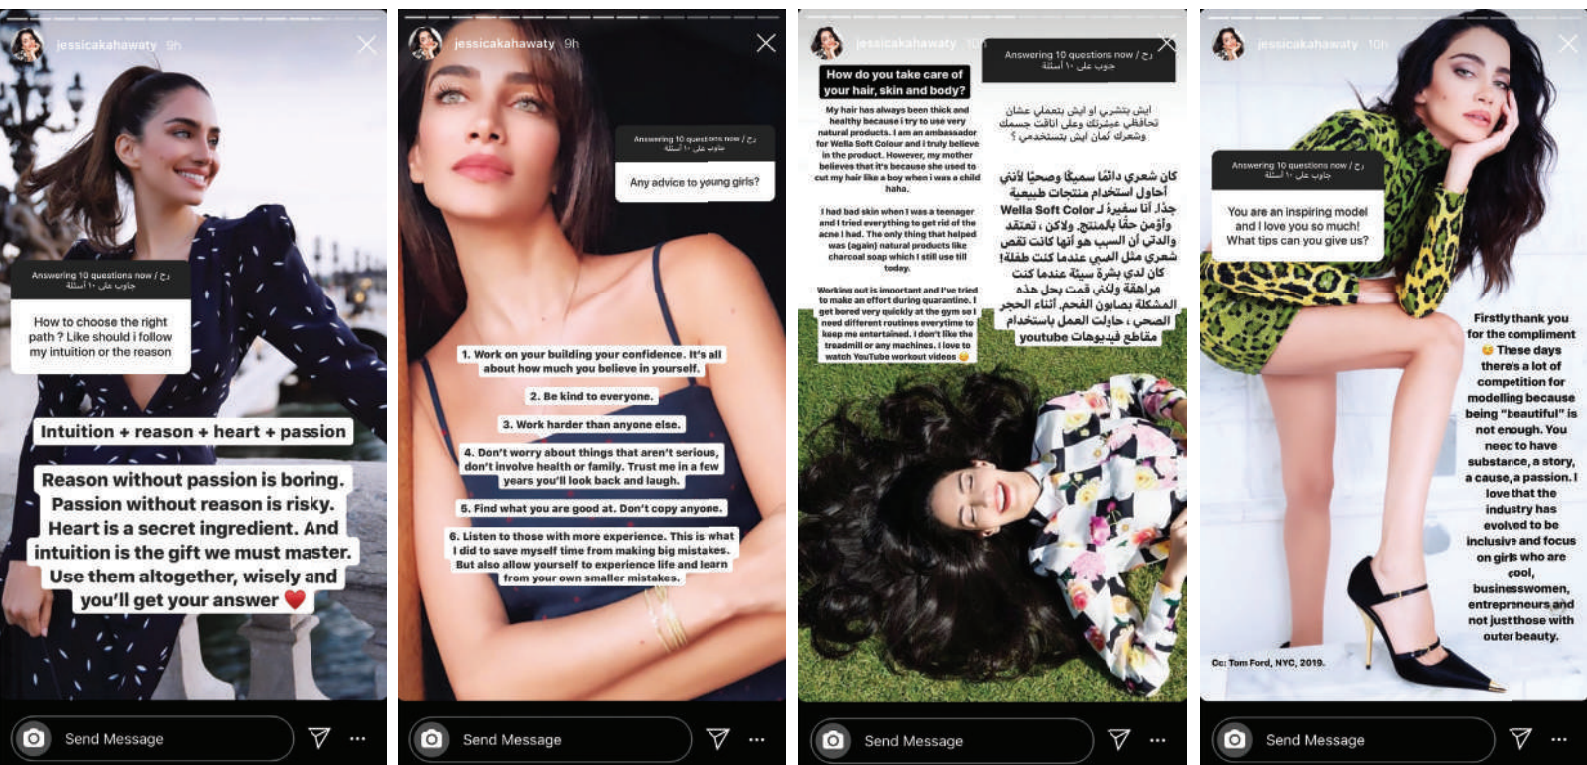 jessicakahawaty 9h
Answering 10 questions now / رح
جاوب على ١٠ أسئلة
How to choose the right
path ? Like should i follow
my intuition or the reason
Intuition + reason + heart + passion
Reason without passion is boring.
Passion without reason is risky.
Heart is a secret ingredient. And
intuition is the gift we must master.
Use them altogether, wisely and
you'll get your answer ❤️
Send Message
jessicakahawaty 9h
Answering 10 questions now / رح
جاوب على ١٠ أسئلة
Any advice to young girls?
1. Work on your building your confidence. It's all
about how much you believe in yourself.
2. Be kind to everyone.
3. Work harder than anyone else.
4. Don't worry about things that aren't serious,
don't involve health or family. Trust me in a few
years you'll look back and laugh.
5. Find what you are good at. Don't copy anyone.
6. Listen to those with more experience. This is what
I did to save myself time from making big mistakes.
But also allow yourself to experience life and learn
from your own smaller mistakes.
Send Message
jessicakahawaty 10h
Answering 10 questions now / رح
جاوب على ١٠ أسئلة
How do you take care of
your hair, skin and body?
My hair has always been thick and
healthy because i try to use very
natural products. I am an ambassador
for Wella Soft Colour and i truly believe
in the product. However, my mother
believes that it's because she used to
cut my hair like a boy when i was a child
haha.
I had bad skin when I was a teenager
and I tried everything to get rid of the
acne I had. The only thing that helped
was (again) natural products like
charcoal soap which I still use till
today.
Working out is important and I've tried
to make an effort during quarantine. I
get bored very quickly at the gym so I
need different routines everytime to
keep me entertained. I don't like the
treadmill or any machines. I love to
watch YouTube workout videos 😊
ايش بتشربي او ايش بتعملي عشان
تحافظي عبشرتك وعلى اناقت جسمك
وشعرك ثمان ايش بتستخدمي ؟
كان شعري دائمًا سميكًا وصحيًا لأنني
أحاول استخدام منتجات طبيعية
جدًا. أنا سفيرة لـ Wella Soft Color
وأؤمن حقًا بالمنتج. ولاكن ، تعتقد
والدتي أن السبب هو أنها كانت تقص
شعري مثل الصبي عندما كنت طفلة!
كان لدي بشرة سيئة عندما كنت
مراهقة ولكني قمت بحل هذه
المشكلة بصابون الفحم. أثناء الحجر
الصحي ، حاولت العمل باستخدام
مقاطع فيديوهات youtube
Send Message
jessicakahawaty 10h
Answering 10 questions now / رح
جاوب على ١٠ أسئلة
You are an inspiring model
and I love you so much!
What tips can you give us?
Firstly thank you
for the compliment
😊 These days
there's a lot of
competition for
modelling because
being "beautiful" is
not enough. You
need to have
substance, a story,
a cause, a passion. I
love that the
industry has
evolved to be
inclusive and focus
on girls who are
cool,
businesswomen,
entrepreneurs and
not just those with
outer beauty.
Cc: Tom Ford, NYC, 2019.
Send Message